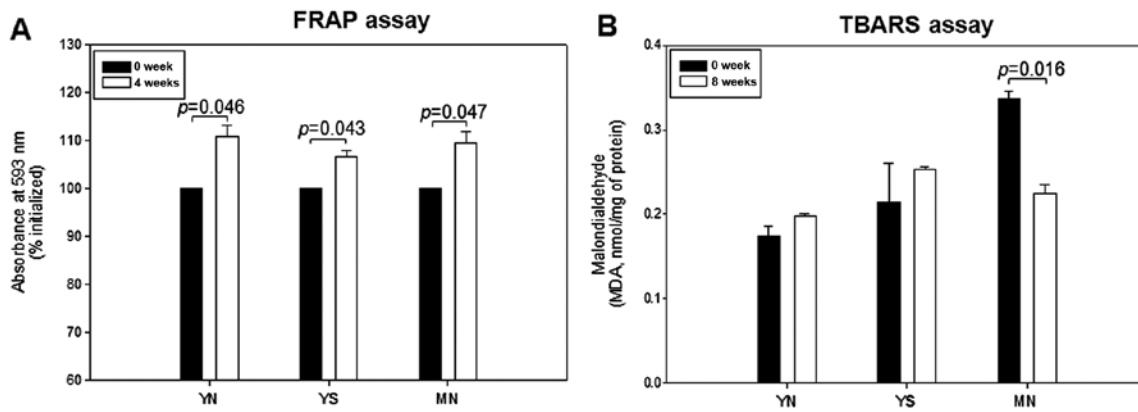 A
FRAP assay
130
120
110
100
90
80
70
60
Absorbance at 593 nm
(% initialized)
0 week
4 weeks
p=0.046
p=0.043
p=0.047
YN
YS
MN
B
TBARS assay
0.4
0.3
0.2
0.1
0.0
Malondialdehyde
(MDA, nmol/mg of protein)
0 week
8 weeks
p=0.016
YN
YS
MN